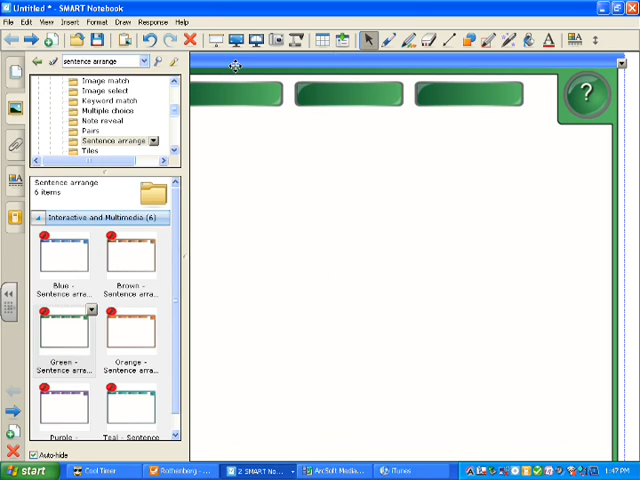 Untitled * - SMART Notebook
File Edit View Insert Format Draw Response Help
sentence arrange
Image match
Image select
Keyword match
Multiple choice
Note reveal
Pairs
Sentence arrange
Tiles
Sentence arrange
6 items
Interactive and Multimedia (6)
Blue - Sentence arra...
Brown - Sentence arra...
Green - Sentence arra...
Orange - Sentence arra...
Purple -
Teal - Sentence
Auto-hide
?
start Cool Timer Rothenberg - ... 2 SMART No... ArcSoft Media... iTunes 1:47 PM